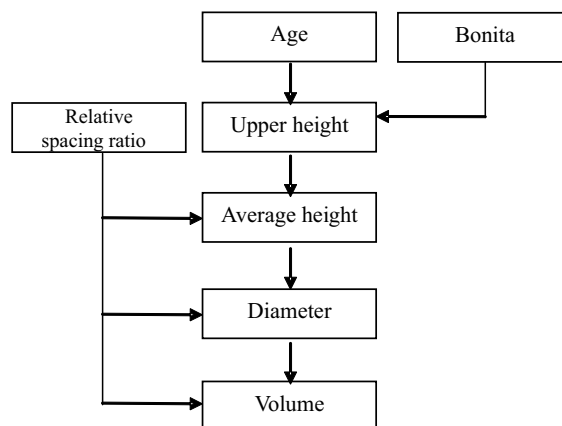 Age
Bonita
Relative
spacing ratio
Upper height
Average height
Diameter
Volume